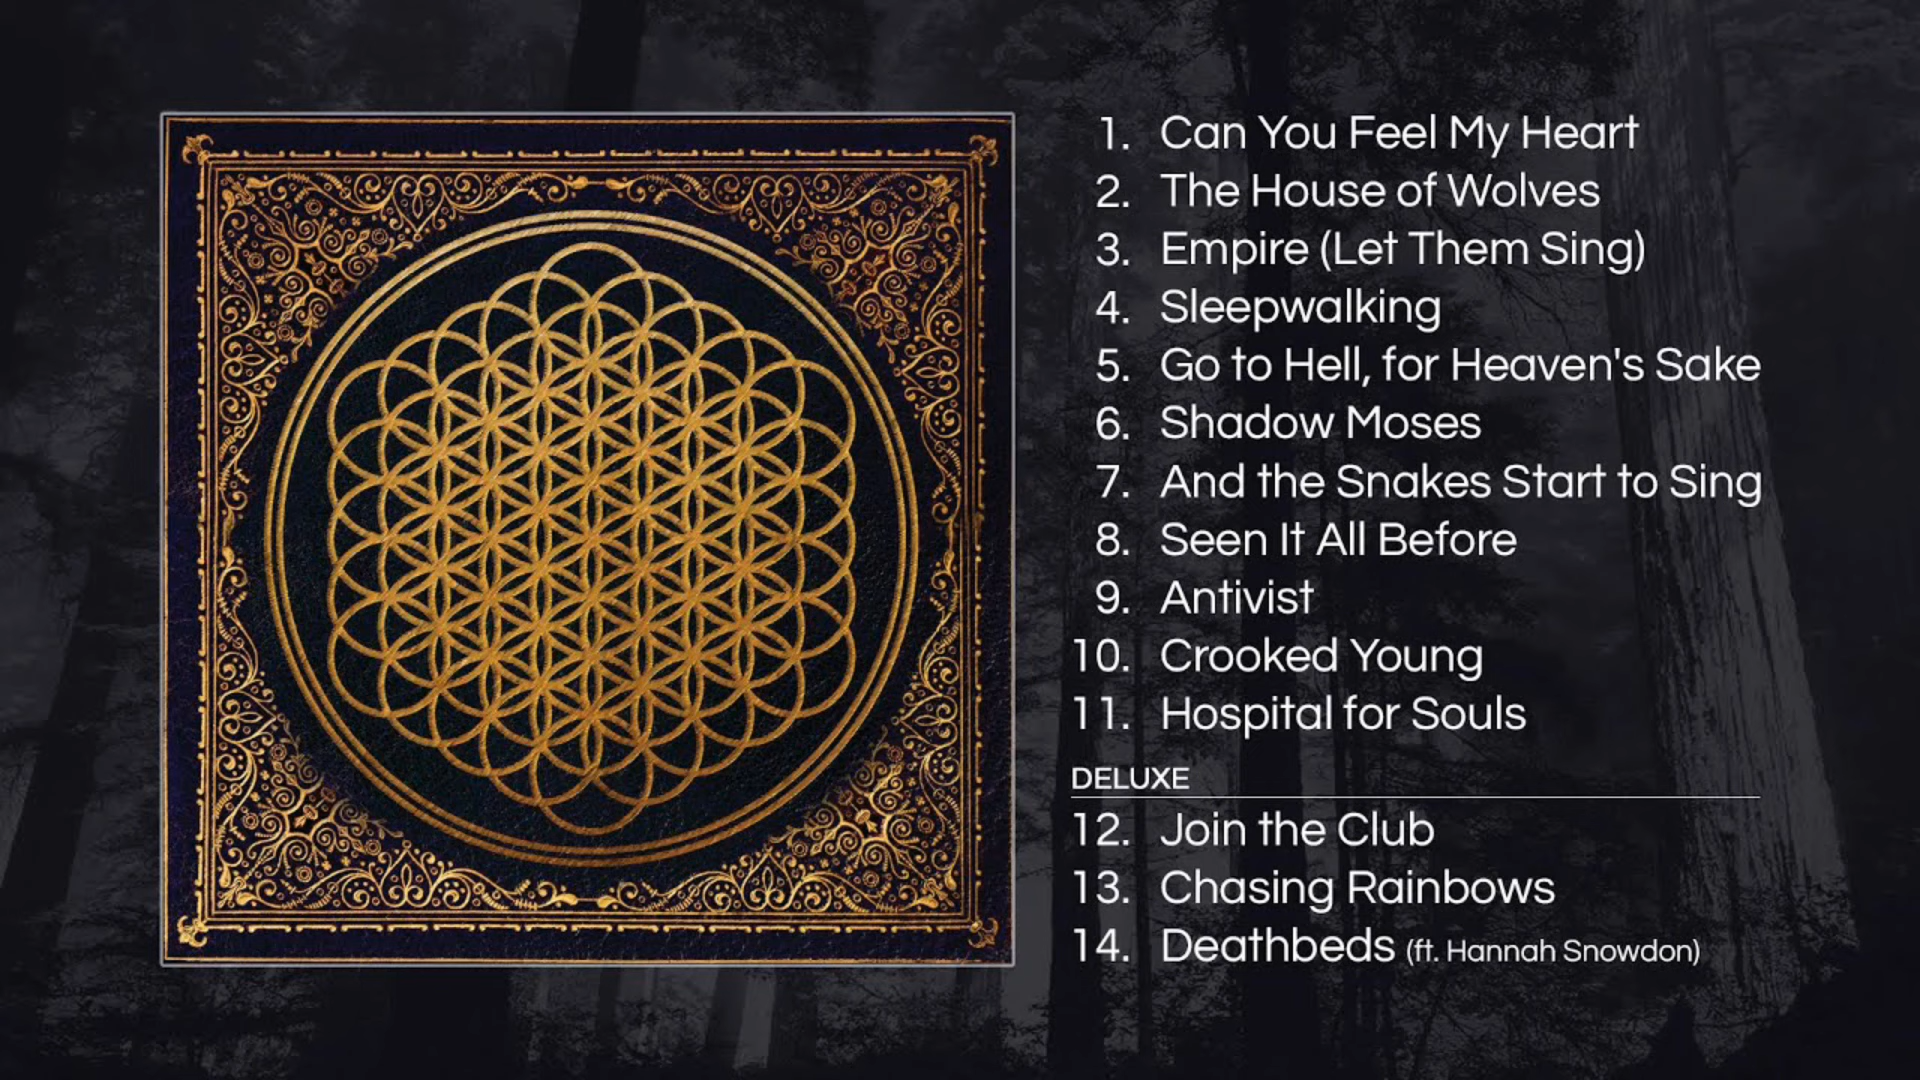 1. Can You Feel My Heart
2. The House of Wolves
3. Empire (Let Them Sing)
4. Sleepwalking
5. Go to Hell, for Heaven's Sake
6. Shadow Moses
7. And the Snakes Start to Sing
8. Seen It All Before
9. Antivist
10. Crooked Young
11. Hospital for Souls
DELUXE
12. Join the Club
13. Chasing Rainbows
14. Deathbeds (ft. Hannah Snowdon)